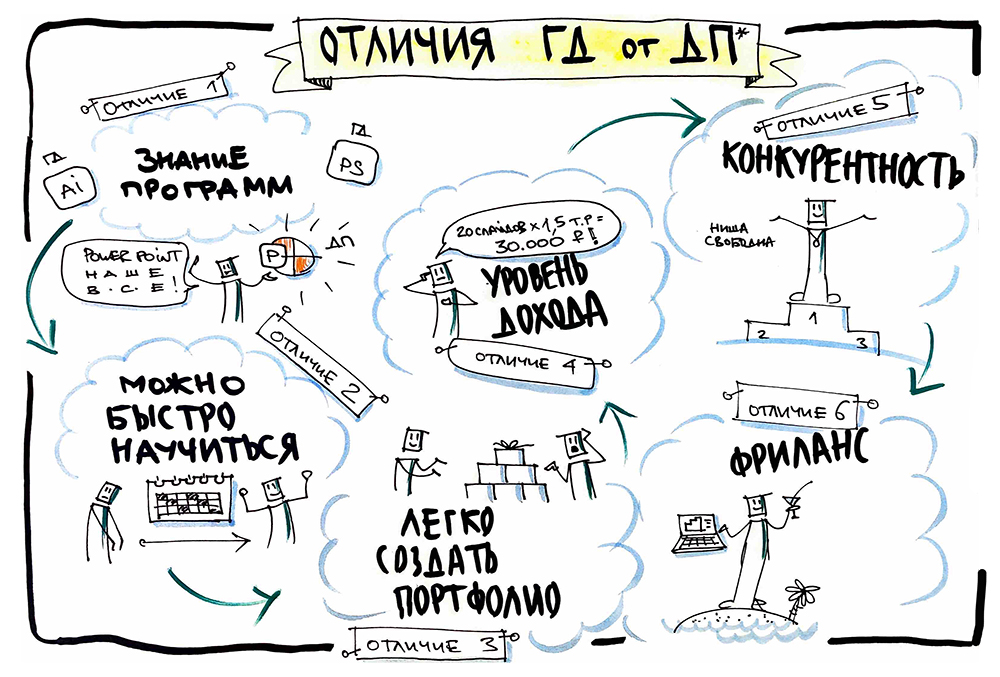 ОТЛИЧИЯ ГД от ДП*
ОТЛИЧИЕ 1
ЗНАНИЕ
ПРОГРАММ
ГД
Ai
ГД
PS
POWER POINT
НАШЕ
В.С.Е!
P
ДП
ОТЛИЧИЕ 2
МОЖНО
БЫСТРО
НАУЧИТЬСЯ
ЛЕГКО
СОЗДАТЬ
ПОРТФОЛИО
ОТЛИЧИЕ 3
20 СЛАЙДОВ х 1,5 Т.Р =
30.000 ₽!
УРОВЕНЬ
ДОХОДА
ОТЛИЧИЕ 4
ОТЛИЧИЕ 5
КОНКУРЕНТНОСТЬ
НИША
СВОБОДНА
1
2
3
ОТЛИЧИЕ 6
ФРИЛАНС